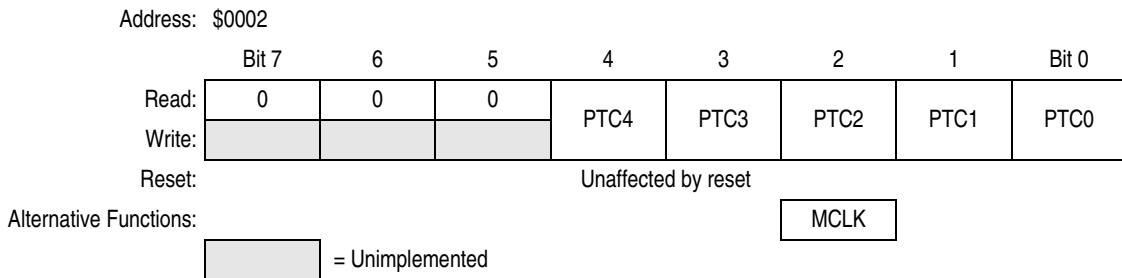 Address: $0002
Bit 7 6 5 4 3 2 1 Bit 0
Read: 0 0 0 PTC4 PTC3 PTC2 PTC1 PTC0
Write:
Reset: Unaffected by reset
Alternative Functions: MCLK
= Unimplemented